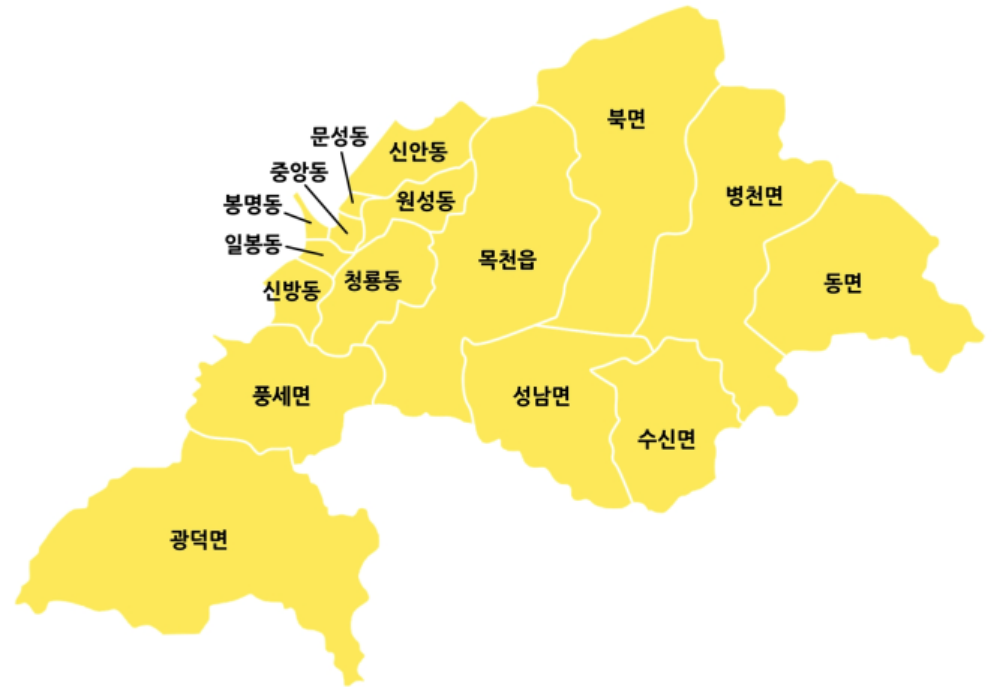 북면
문성동
신안동
중앙동
병천면
원성동
봉명동
일봉동
목천읍
청룡동
동면
신방동
풍세면
성남면
수신면
광덕면